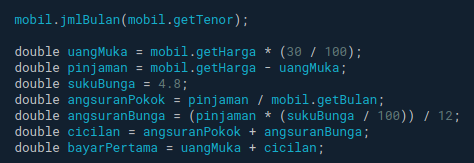 mobil.jmlBulan(mobil.getTenor);
double uangMuka = mobil.getHarga * (30 / 100);
double pinjaman = mobil.getHarga - uangMuka;
double sukuBunga = 4.8;
double angsuranPokok = pinjaman / mobil.getBulan;
double angsuranBunga = (pinjaman * (sukuBunga / 100)) / 12;
double cicilan = angsuranPokok + angsuranBunga;
double bayarPertama = uangMuka + cicilan;